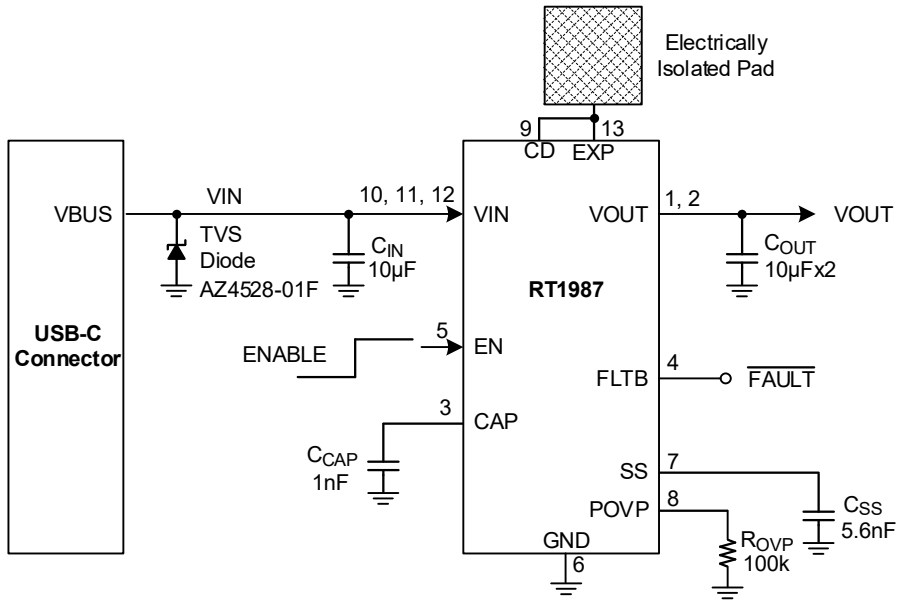 Electrically
Isolated Pad
9
13
CD
EXP
VBUS
VIN
10, 11, 12
VIN
VOUT
1, 2
VOUT
TVS
Diode
AZ4528-01F
CIN
10µF
COUT
10µFx2
RT1987
USB-C
Connector
ENABLE
5
EN
FLTB
4
FAULT
3
CAP
CCAP
1nF
SS
7
POVP
8
CSS
5.6nF
ROVP
100k
GND
6